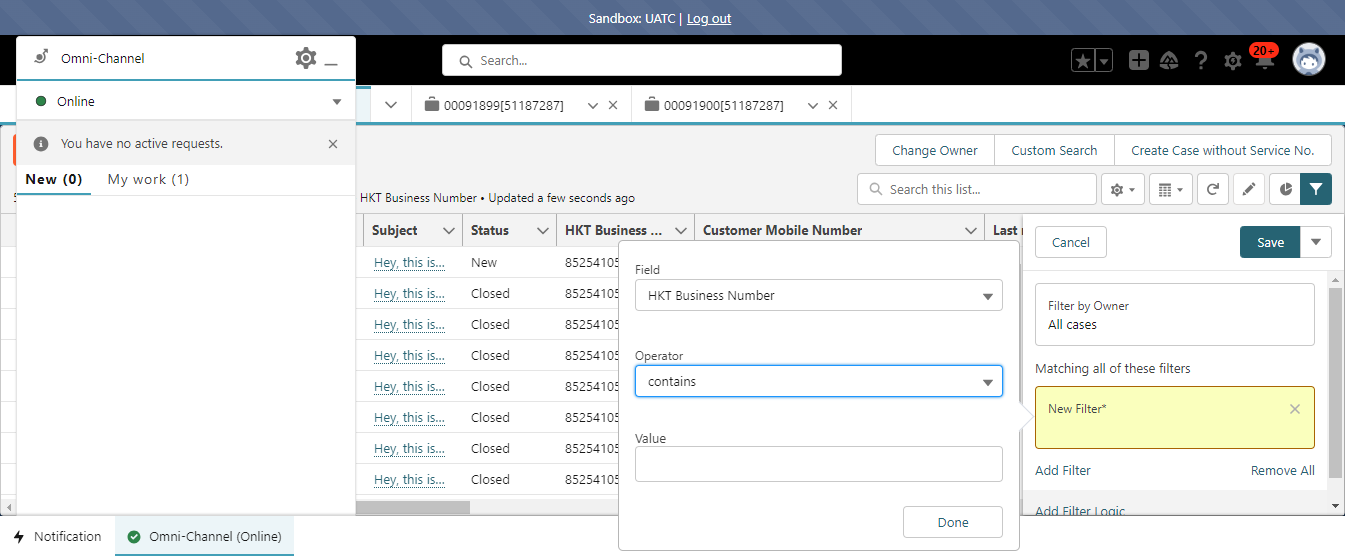 Sandbox: UATC | Log out
Omni-Channel
Search...
20+
Online
00091899[51187287]
00091900[51187287]
You have no active requests.
Change Owner
Custom Search
Create Case without Service No.
New (0)
My work (1)
HKT Business Number • Updated a few seconds ago
Search this list...
Subject
Status
HKT Business ...
Customer Mobile Number
Last
Cancel
Save
Hey, this is...
New
85254105
Hey, this is...
Closed
85254105
Hey, this is...
Closed
85254105
Hey, this is...
Closed
85254105
Hey, this is...
Closed
85254105
Hey, this is...
Closed
85254105
Hey, this is...
Closed
85254105
Hey, this is...
Closed
85254105
Field
HKT Business Number
Operator
contains
Value
Done
Filter by Owner
All cases
Matching all of these filters
New Filter*
Add Filter
Remove All
Add Filter Logic
Notification
Omni-Channel (Online)